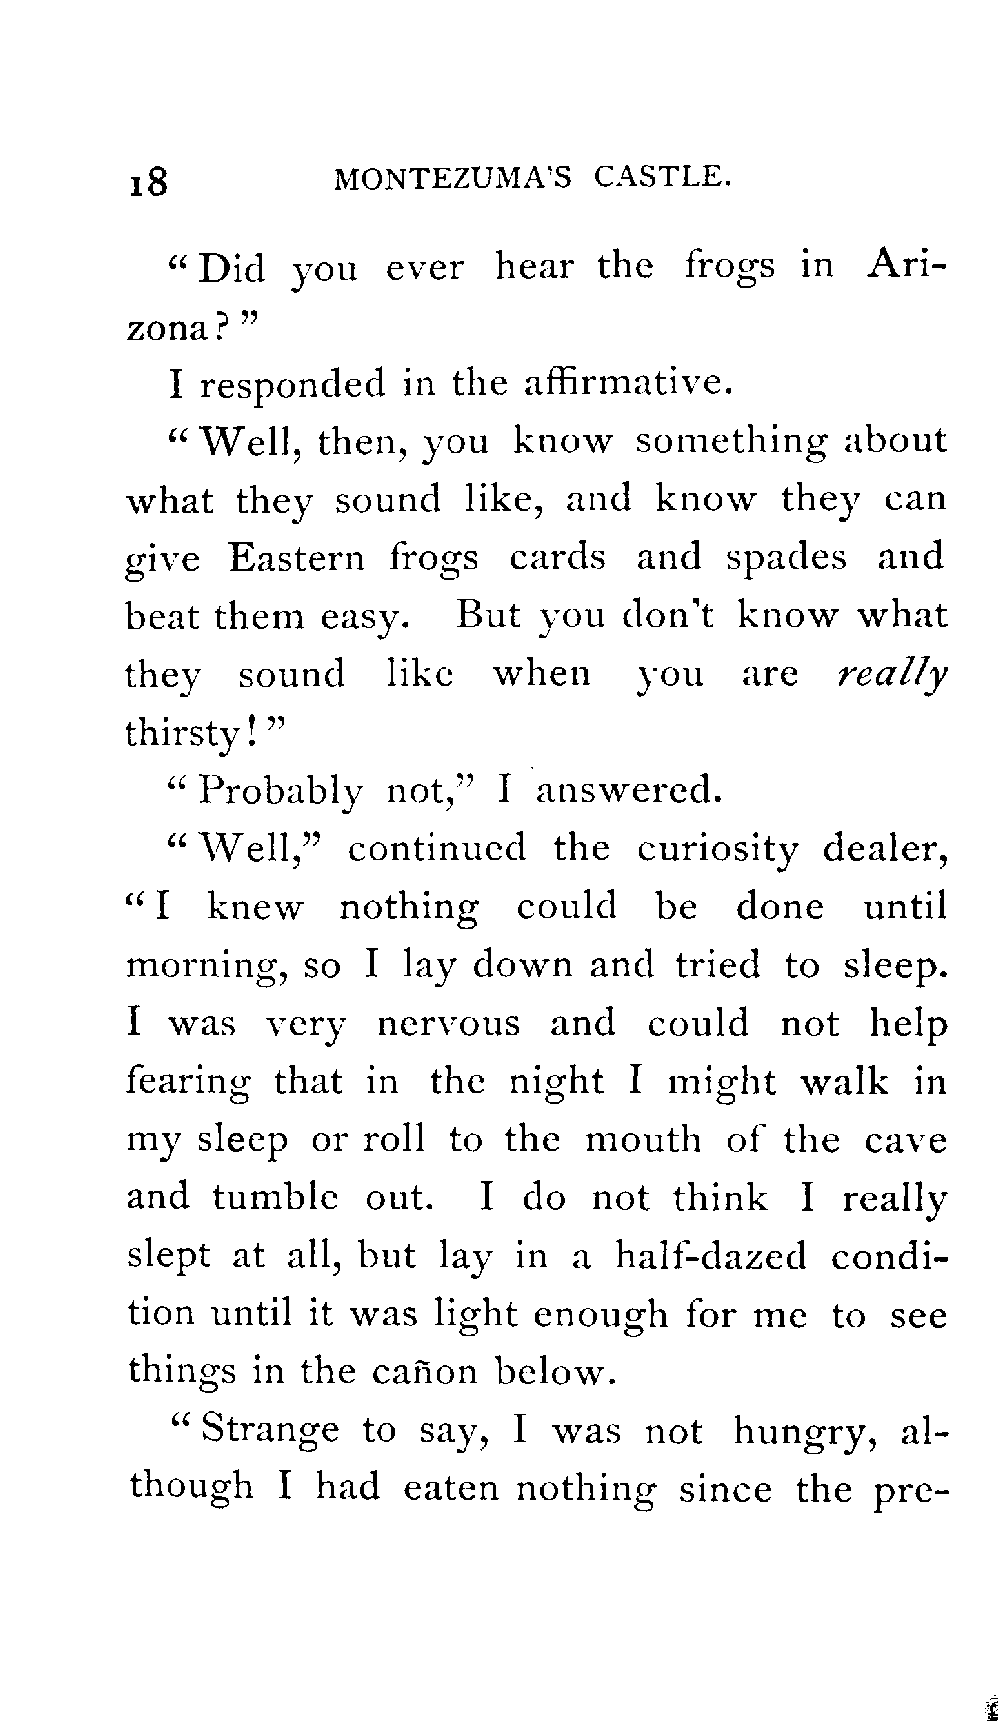 18 MONTEZUMA'S CASTLE.
“ Did you ever hear the frogs in Ari-
zona? ”
I responded in the affirmative.
“ Well, then, you know something about
what they sound like, and know they can
give Eastern frogs cards and spades and
beat them easy. But you don't know what
they sound like when you are really
thirsty! ”
“ Probably not,” I answered.
“ Well,” continued the curiosity dealer,
“ I knew nothing could be done until
morning, so I lay down and tried to sleep.
I was very nervous and could not help
fearing that in the night I might walk in
my sleep or roll to the mouth of the cave
and tumble out. I do not think I really
slept at all, but lay in a half-dazed condi-
tion until it was light enough for me to see
things in the cañon below.
“ Strange to say, I was not hungry, al-
though I had eaten nothing since the pre-